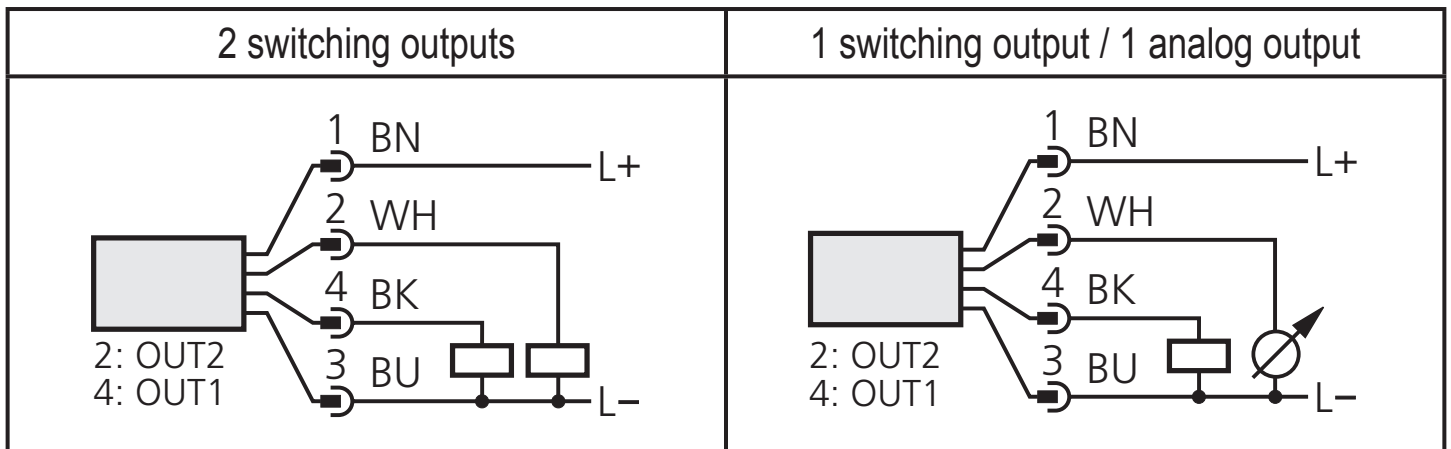 2 switching outputs
1 BN
L+
2 WH
4 BK
3 BU
L–
2: OUT2
4: OUT1
1 switching output / 1 analog output
1 BN
L+
2 WH
4 BK
3 BU
L–
2: OUT2
4: OUT1